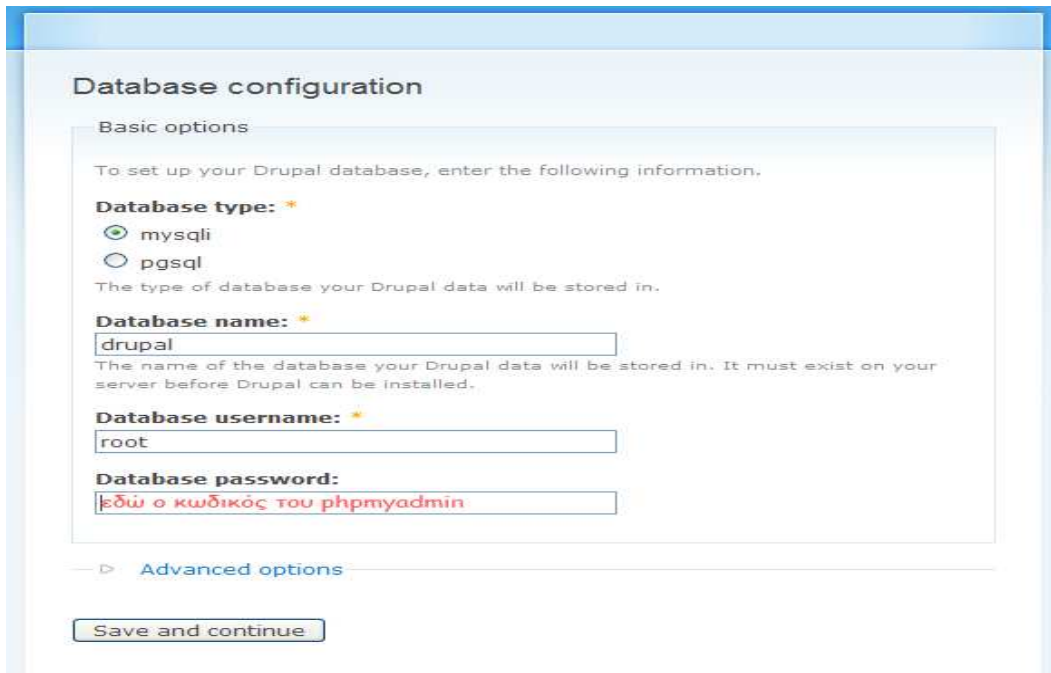 Database configuration
Basic options
To set up your Drupal database, enter the following information.
Database type: *
mysqli
pgsql
The type of database your Drupal data will be stored in.
Database name: *
drupal
The name of the database your Drupal data will be stored in. It must exist on your
server before Drupal can be installed.
Database username: *
root
Database password:
εδώ ο κωδικός του phpmyadmin
Advanced options
Save and continue